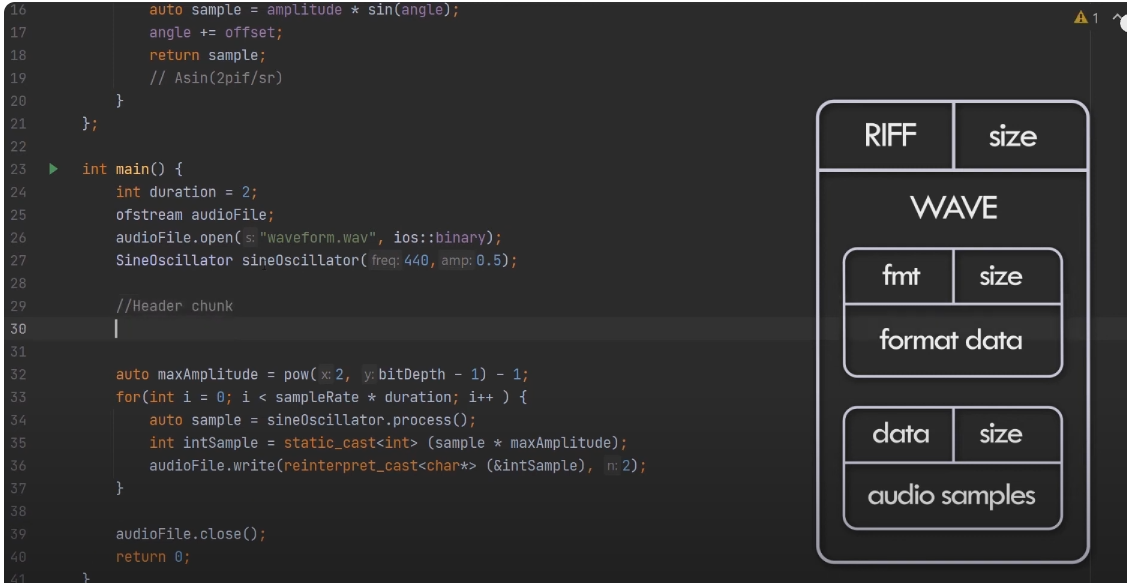 16 auto sample = amplitude * sin(angle);
17 angle += offset;
18 return sample;
19 // Asin(2pif/sr)
20 }
21 };
22
23 int main() {
24 int duration = 2;
25 ofstream audioFile;
26 audioFile.open( s: "waveform.wav", ios::binary);
27 SineOscillator sineOscillator( freq: 440, amp: 0.5);
28
29 //Header chunk
30
31
32 auto maxAmplitude = pow( x: 2, y: bitDepth - 1) - 1;
33 for(int i = 0; i < sampleRate * duration; i++ ) {
34 auto sample = sineOscillator.process();
35 int intSample = static_cast<int> (sample * maxAmplitude);
36 audioFile.write(reinterpret_cast<char*> (&intSample), n: 2);
37 }
38
39 audioFile.close();
40 return 0;
41 }
1
RIFF size
WAVE
fmt size
format data
data size
audio samples